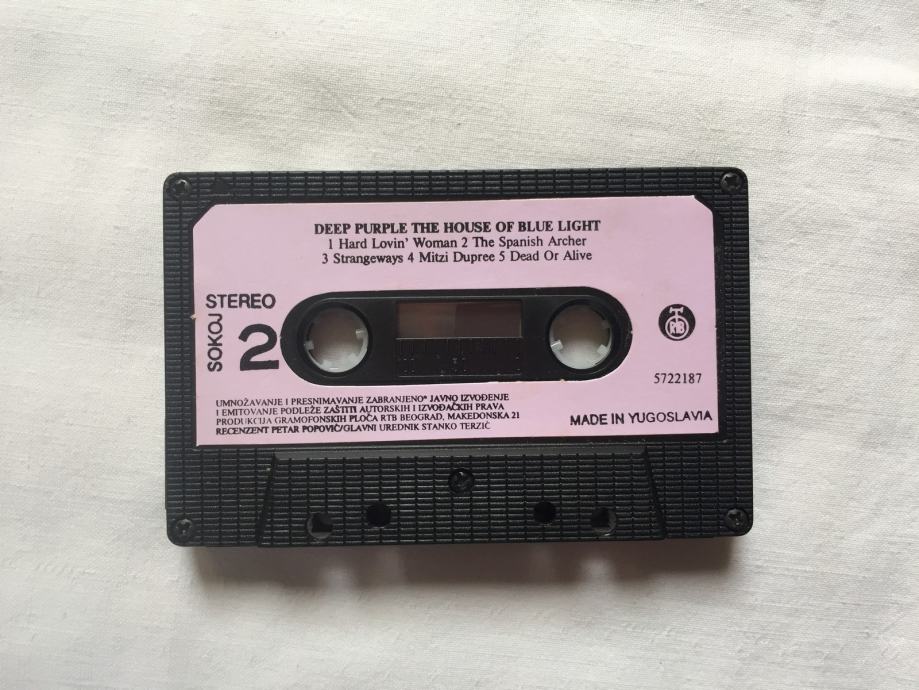 DEEP PURPLE THE HOUSE OF BLUE LIGHT
1 Hard Lovin' Woman 2 The Spanish Archer
3 Strangeways 4 Mitzi Dupree 5 Dead Or Alive
STEREO
SOKOJ
2
RTB
5722187
UMNOŽAVANJE I PRESNIMAVANJE ZABRANJENO* JAVNO IZVOĐENJE
I EMITOVANJE PODLEŽE ZAŠTITI AUTORSKIH I IZVOĐAČKIH PRAVA
PRODUKCIJA GRAMOFONSKIH PLOČA RTB BEOGRAD, MAKEDONSKA 21
RECENZENT PETAR POPOVIĆ/GLAVNI UREDNIK STANKO TERZIĆ
MADE IN YUGOSLAVIA